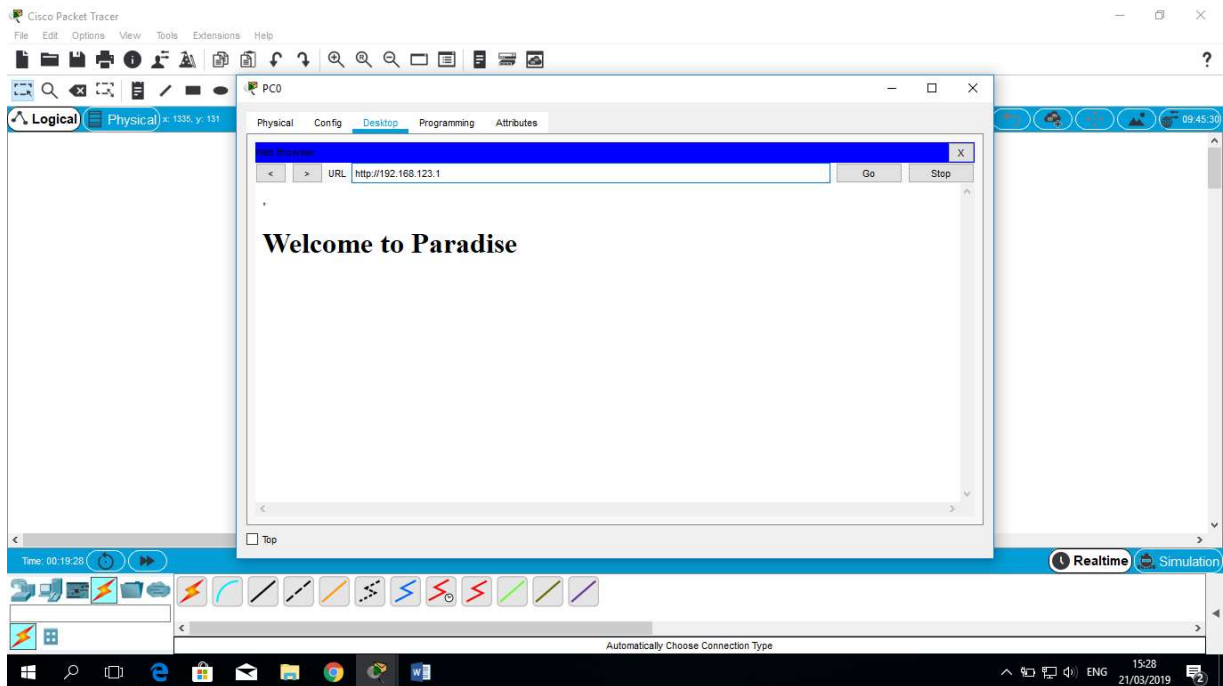 Cisco Packet Tracer
File Edit Options View Tools Extensions Help
?
PC0
Logical Physical x: 1335, y: 131
09:45:30
Physical Config Desktop Programming Attributes
Web Browser
X
< > URL http://192.168.123.1 Go Stop
,
Welcome to Paradise
Top
Time: 00:19:28
Realtime Simulation
Automatically Choose Connection Type
ENG 15:28
21/03/2019
2